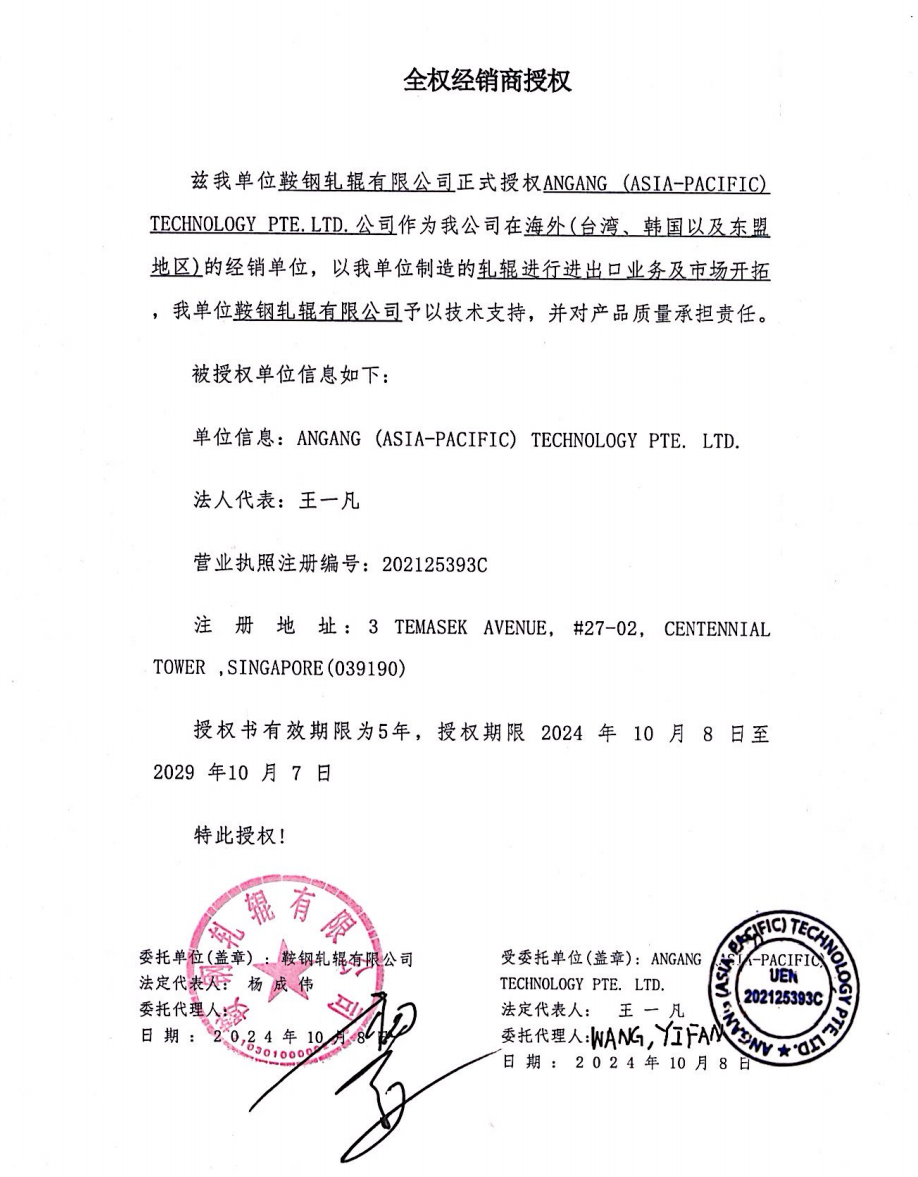 全权经销商授权
兹我单位鞍钢轧辊有限公司正式授权ANGANG (ASIA-PACIFIC)
TECHNOLOGY PTE.LTD.公司作为我公司在海外(台湾、韩国以及东盟
地区)的经销单位，以我单位制造的轧辊进行进出口业务及市场开拓
，我单位鞍钢轧辊有限公司予以技术支持，并对产品质量承担责任。
被授权单位信息如下：
单位信息：ANGANG (ASIA-PACIFIC) TECHNOLOGY PTE. LTD.
法人代表：王一凡
营业执照注册编号：202125393C
注 册 地 址：3 TEMASEK AVENUE, #27-02, CENTENNIAL
TOWER ,SINGAPORE(039190)
授权书有效期限为5年，授权期限 2024 年 10 月 8 日至
2029 年10 月 7 日
特此授权！
委托单位(盖章)：鞍钢轧辊有限公司
法定代表人： 杨 成 伟
委托代理人：
日 期 ： 2 0 2 4 年 10 月 8 日
鞍钢轧辊有限公司
受委托单位(盖章)：ANGANG (ASIA-PACIFIC)
TECHNOLOGY PTE. LTD.
法定代表人： 王 一 凡
委托代理人：WANG, YIFAN
日 期 ： 2 0 2 4 年 10 月 8 日
ANGANG (ASIA-PACIFIC) TECHNOLOGY PTE. LTD.
UEN
202125393C